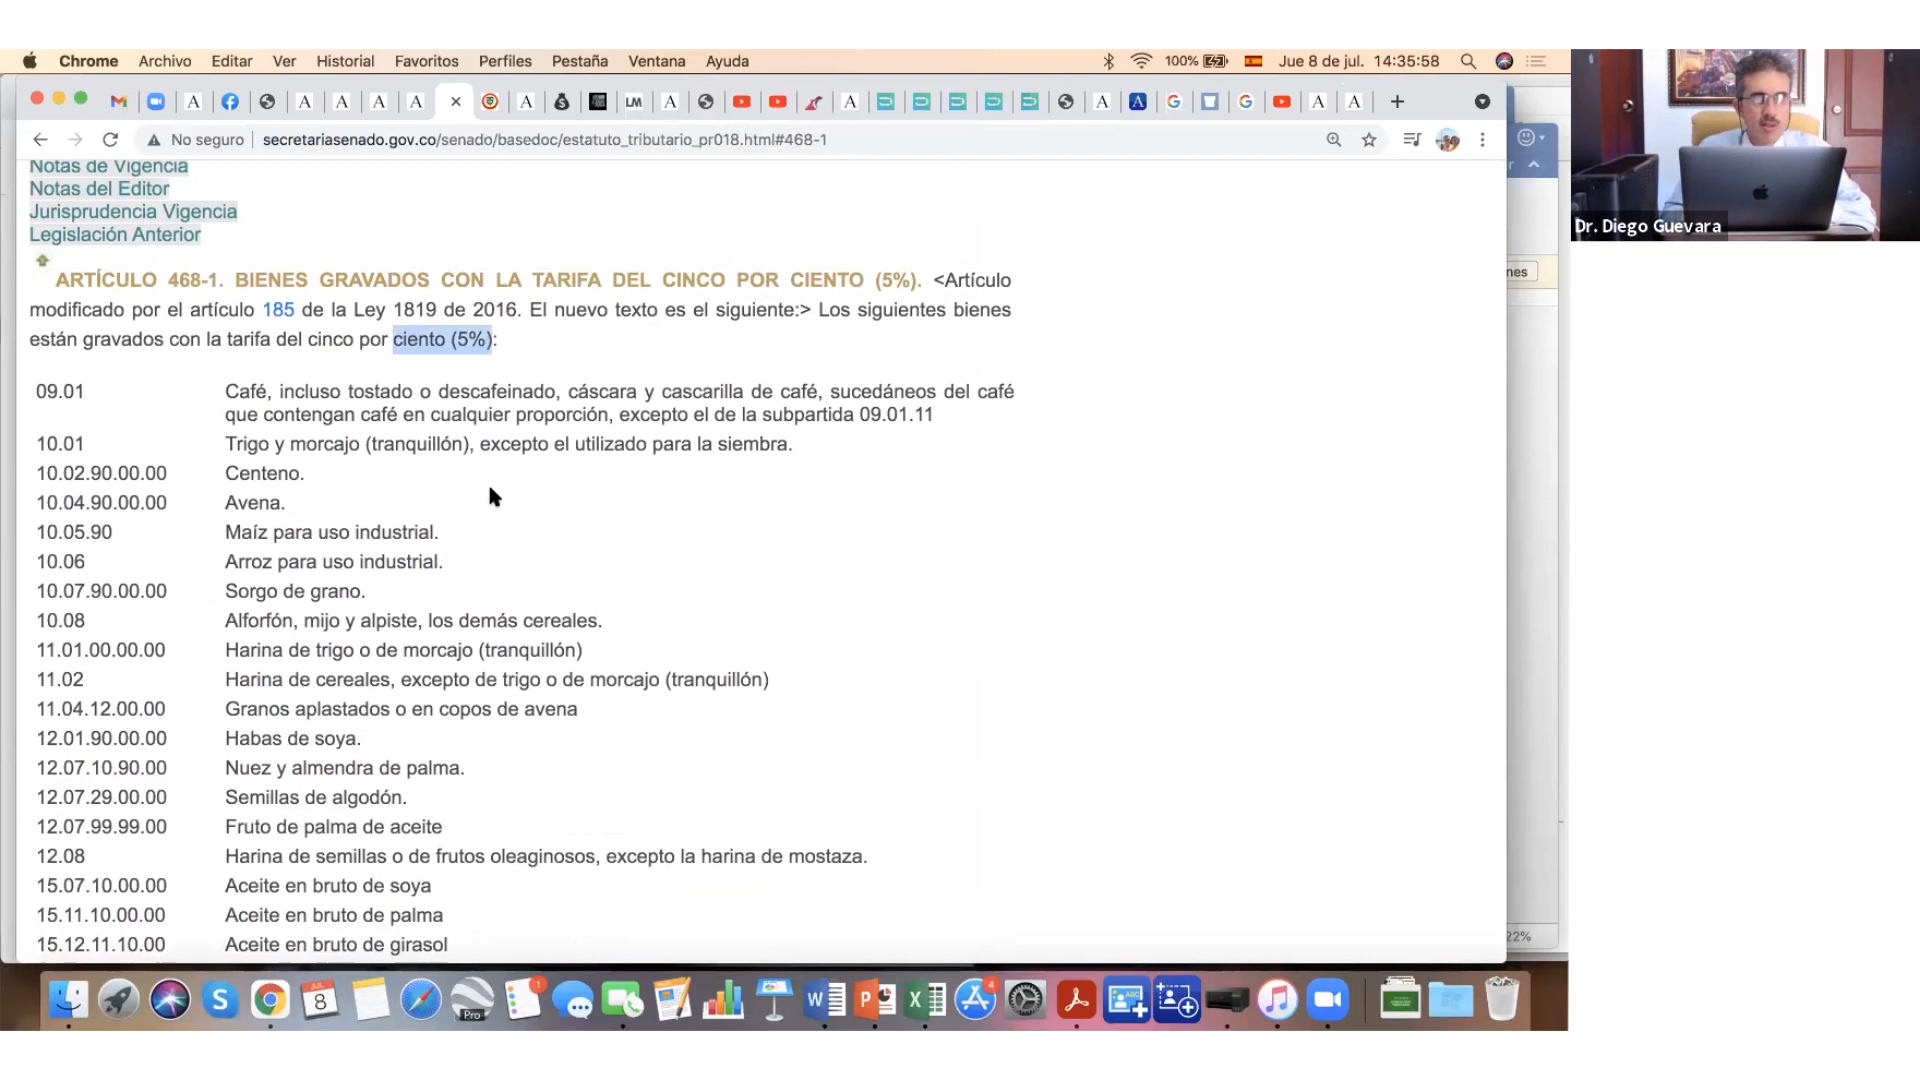 Chrome Archivo Editar Ver Historial Favoritos Perfiles Pestaña Ventana Ayuda 100% Jue 8 de jul. 14:35:58
LM
No seguro secretariasenado.gov.co/senado/basedoc/estatuto_tributario_pr018.html#468-1
Notas de Vigencia
Notas del Editor
Jurisprudencia Vigencia
Legislación Anterior
Dr. Diego Guevara
nes
ARTÍCULO 468-1. BIENES GRAVADOS CON LA TARIFA DEL CINCO POR CIENTO (5%). <Artículo
modificado por el artículo 185 de la Ley 1819 de 2016. El nuevo texto es el siguiente:> Los siguientes bienes
están gravados con la tarifa del cinco por ciento (5%):
09.01 Café, incluso tostado o descafeinado, cáscara y cascarilla de café, sucedáneos del café
que contengan café en cualquier proporción, excepto el de la subpartida 09.01.11
10.01 Trigo y morcajo (tranquillón), excepto el utilizado para la siembra.
10.02.90.00.00 Centeno.
10.04.90.00.00 Avena.
10.05.90 Maíz para uso industrial.
10.06 Arroz para uso industrial.
10.07.90.00.00 Sorgo de grano.
10.08 Alforfón, mijo y alpiste, los demás cereales.
11.01.00.00.00 Harina de trigo o de morcajo (tranquillón)
11.02 Harina de cereales, excepto de trigo o de morcajo (tranquillón)
11.04.12.00.00 Granos aplastados o en copos de avena
12.01.90.00.00 Habas de soya.
12.07.10.90.00 Nuez y almendra de palma.
12.07.29.00.00 Semillas de algodón.
12.07.99.99.00 Fruto de palma de aceite
12.08 Harina de semillas o de frutos oleaginosos, excepto la harina de mostaza.
15.07.10.00.00 Aceite en bruto de soya
15.11.10.00.00 Aceite en bruto de palma
15.12.11.10.00 Aceite en bruto de girasol
22%
JUL 8
Pro
1
4